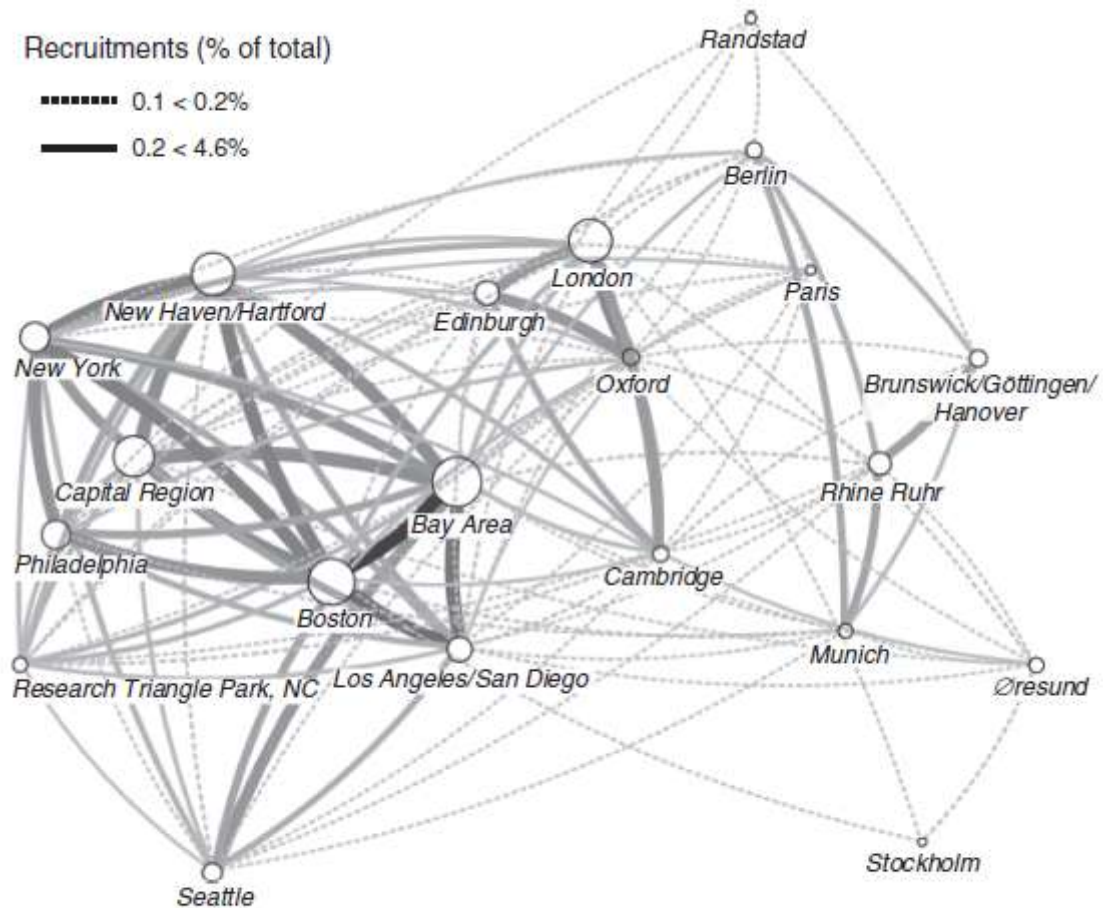 Recruitments (% of total)
0.1 < 0.2%
0.2 < 4.6%
Randstad
Berlin
London
Paris
New Haven/Hartford
Edinburgh
New York
Oxford
Brunswick/Göttingen/
Hanover
Capital Region
Bay Area
Rhine Ruhr
Philadelphia
Cambridge
Boston
Munich
Research Triangle Park, NC
Los Angeles/San Diego
∅resund
Stockholm
Seattle